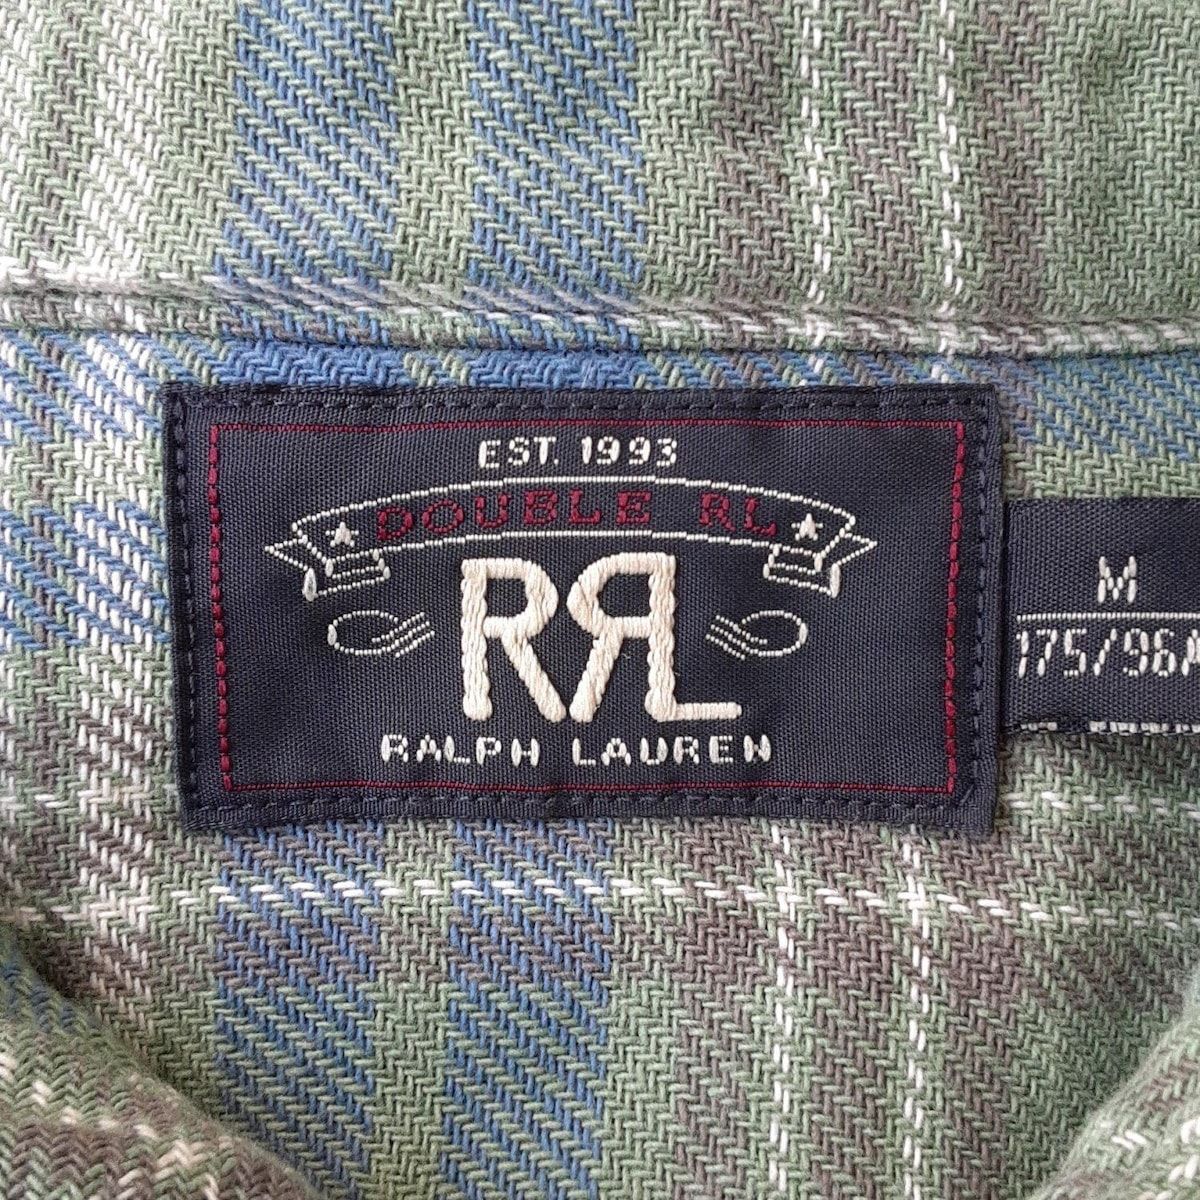 EST. 1993
DOUBLE RL
RRL
RALPH LAUREN
M
175/96A